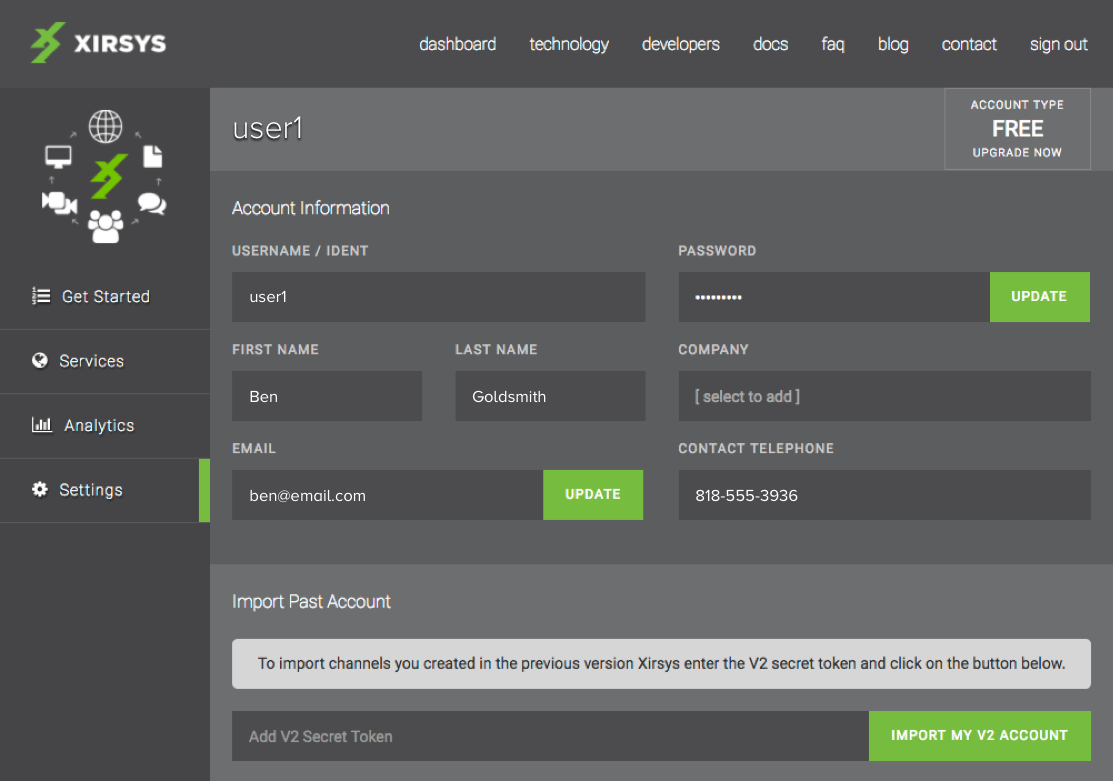 XIRSYS
dashboard technology developers docs faq blog contact sign out
user1
ACCOUNT TYPE
FREE
UPGRADE NOW
Get Started
Services
Analytics
Settings
Account Information
USERNAME / IDENT
user1
PASSWORD
•••••••••
UPDATE
FIRST NAME
Ben
LAST NAME
Goldsmith
COMPANY
[ select to add ]
EMAIL
ben@email.com
UPDATE
CONTACT TELEPHONE
818-555-3936
Import Past Account
To import channels you created in the previous version Xirsys enter the V2 secret token and click on the button below.
Add V2 Secret Token
IMPORT MY V2 ACCOUNT